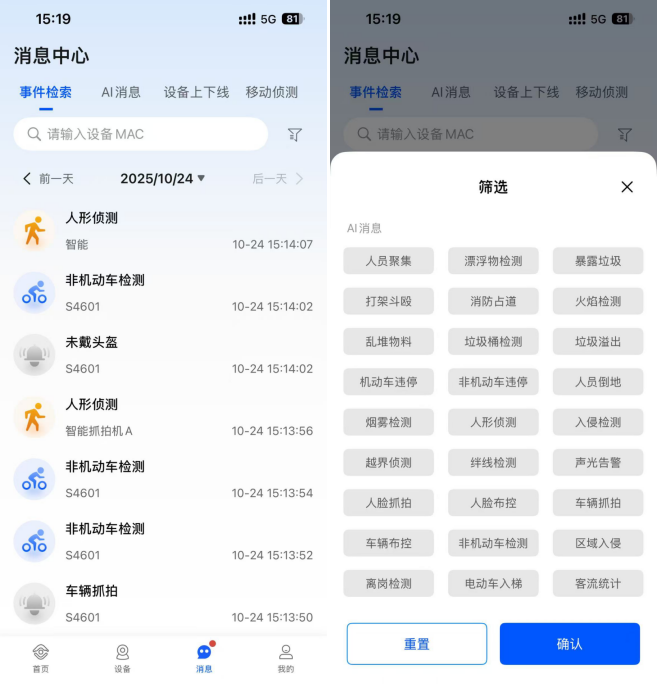 15:19
5G 81
消息中心
事件检索 AI消息 设备上下线 移动侦测
请输入设备MAC
前一天 2025/10/24 后一天
人形侦测
智能 10-24 15:14:07
非机动车检测
S4601 10-24 15:14:02
未戴头盔
S4601 10-24 15:14:02
人形侦测
智能抓拍机A 10-24 15:13:56
非机动车检测
S4601 10-24 15:13:54
非机动车检测
S4601 10-24 15:13:52
车辆抓拍
S4601 10-24 15:13:50
首页 设备 消息 我的
15:19
5G 81
消息中心
事件检索 AI消息 设备上下线 移动侦测
请输入设备MAC
筛选
AI消息
人员聚集 漂浮物检测 暴露垃圾
打架斗殴 消防占道 火焰检测
乱堆物料 垃圾桶检测 垃圾溢出
机动车违停 非机动车违停 人员倒地
烟雾检测 人形侦测 入侵检测
越界侦测 绊线检测 声光告警
人脸抓拍 人脸布控 车辆抓拍
车辆布控 非机动车检测 区域入侵
离岗检测 电动车入梯 客流统计
重置 确认